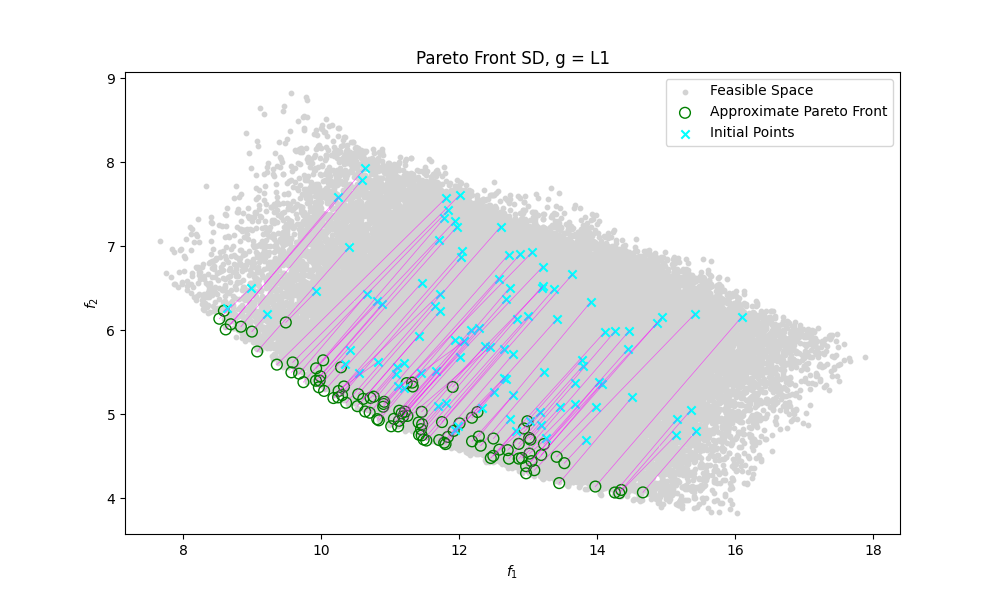 Pareto Front SD, g = L1
Feasible Space
Approximate Pareto Front
Initial Points
9
8
7
6
5
4
f₂
8
10
12
14
16
18
f₁